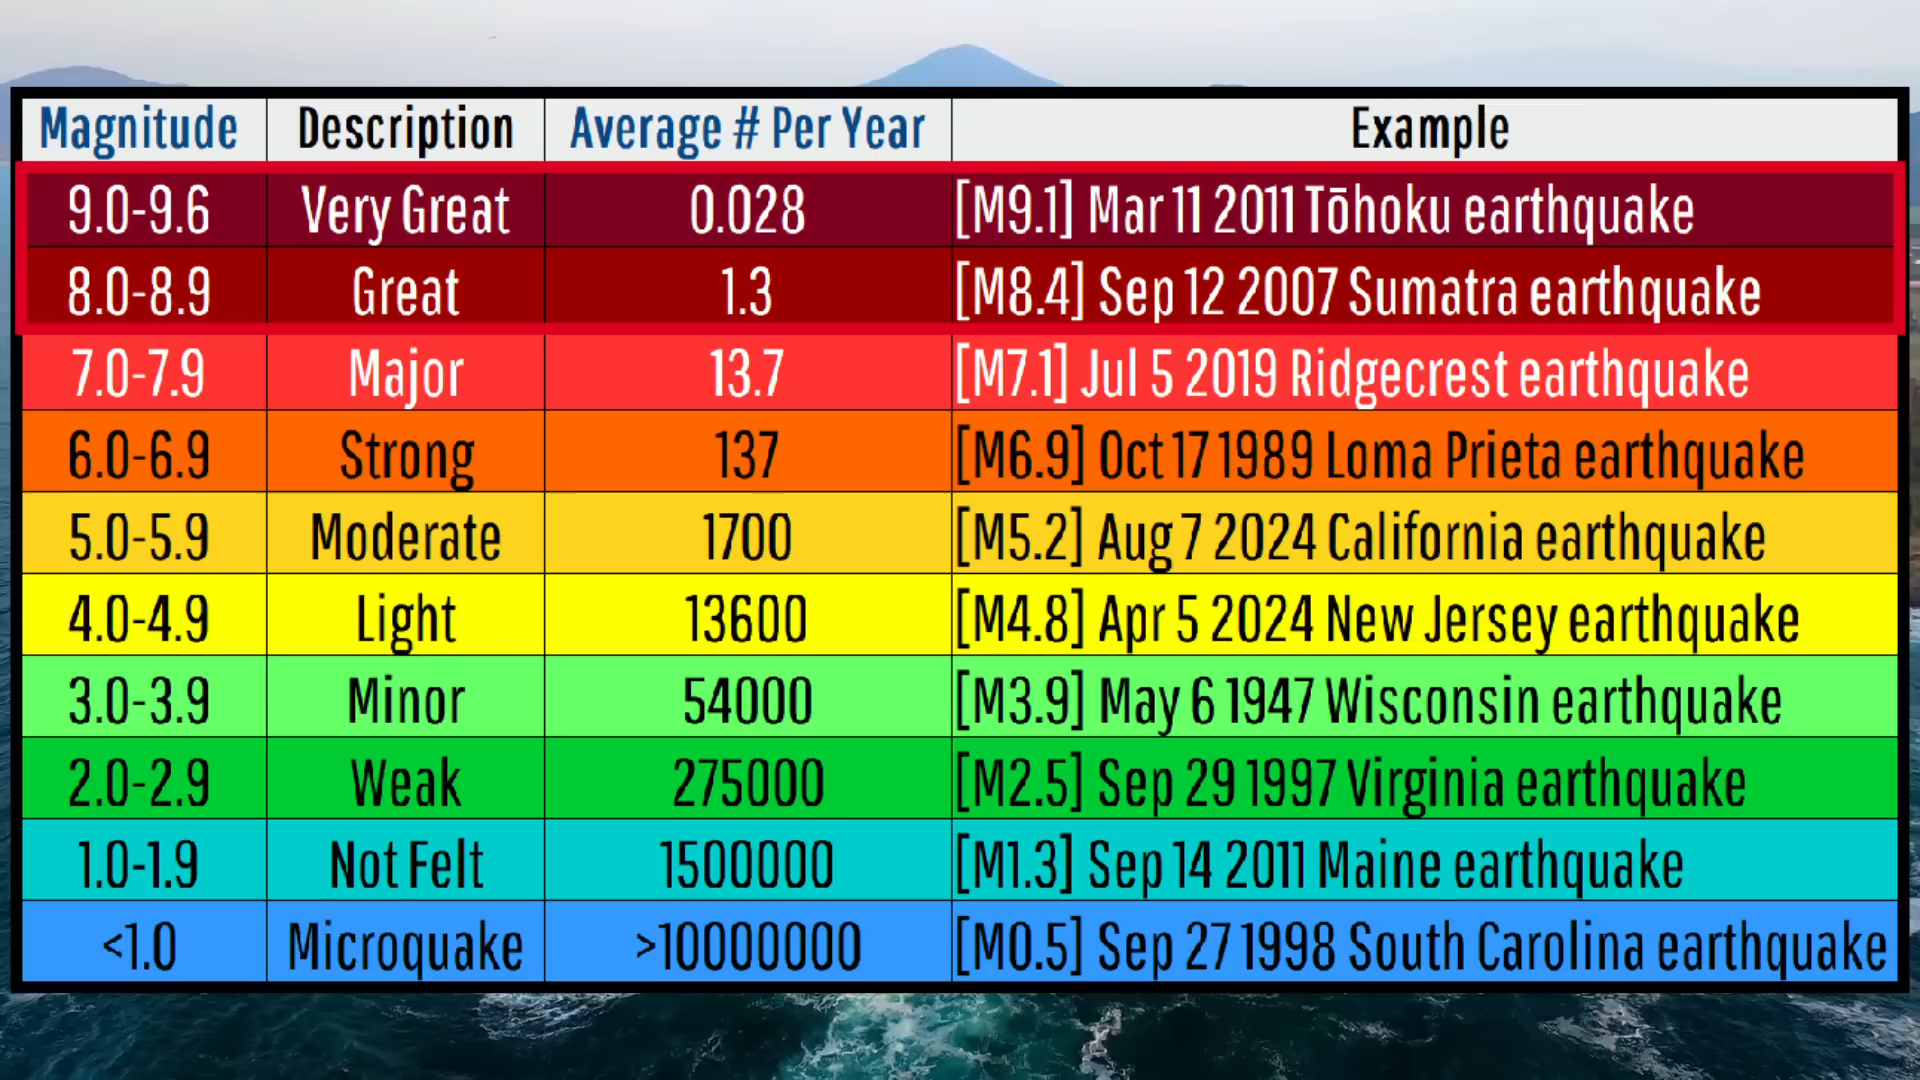 Magnitude Description Average # Per Year Example
9.0-9.6 Very Great 0.028 [M9.1] Mar 11 2011 Tōhoku earthquake
8.0-8.9 Great 1.3 [M8.4] Sep 12 2007 Sumatra earthquake
7.0-7.9 Major 13.7 [M7.1] Jul 5 2019 Ridgecrest earthquake
6.0-6.9 Strong 137 [M6.9] Oct 17 1989 Loma Prieta earthquake
5.0-5.9 Moderate 1700 [M5.2] Aug 7 2024 California earthquake
4.0-4.9 Light 13600 [M4.8] Apr 5 2024 New Jersey earthquake
3.0-3.9 Minor 54000 [M3.9] May 6 1947 Wisconsin earthquake
2.0-2.9 Weak 275000 [M2.5] Sep 29 1997 Virginia earthquake
1.0-1.9 Not Felt 1500000 [M1.3] Sep 14 2011 Maine earthquake
<1.0 Microquake >10000000 [M0.5] Sep 27 1998 South Carolina earthquake